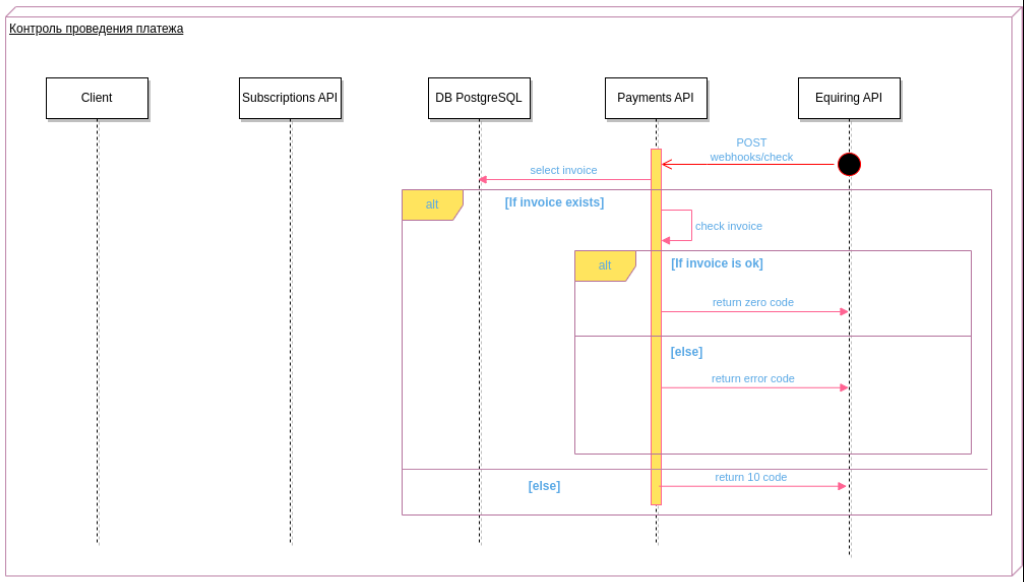 Контроль проведения платежа
Client
Subscriptions API
DB PostgreSQL
Payments API
Equiring API
POST
webhooks/check
select invoice
alt
[If invoice exists]
check invoice
alt
[If invoice is ok]
return zero code
[else]
return error code
return 10 code
[else]